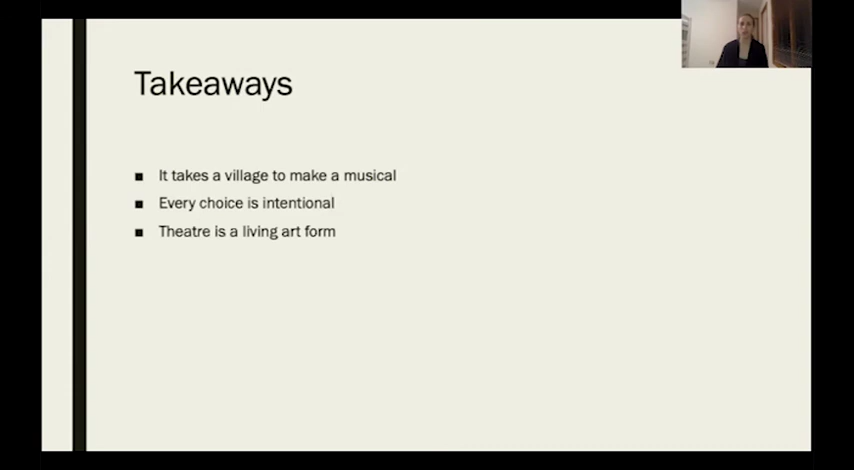 Takeaways
It takes a village to make a musical
Every choice is intentional
Theatre is a living art form